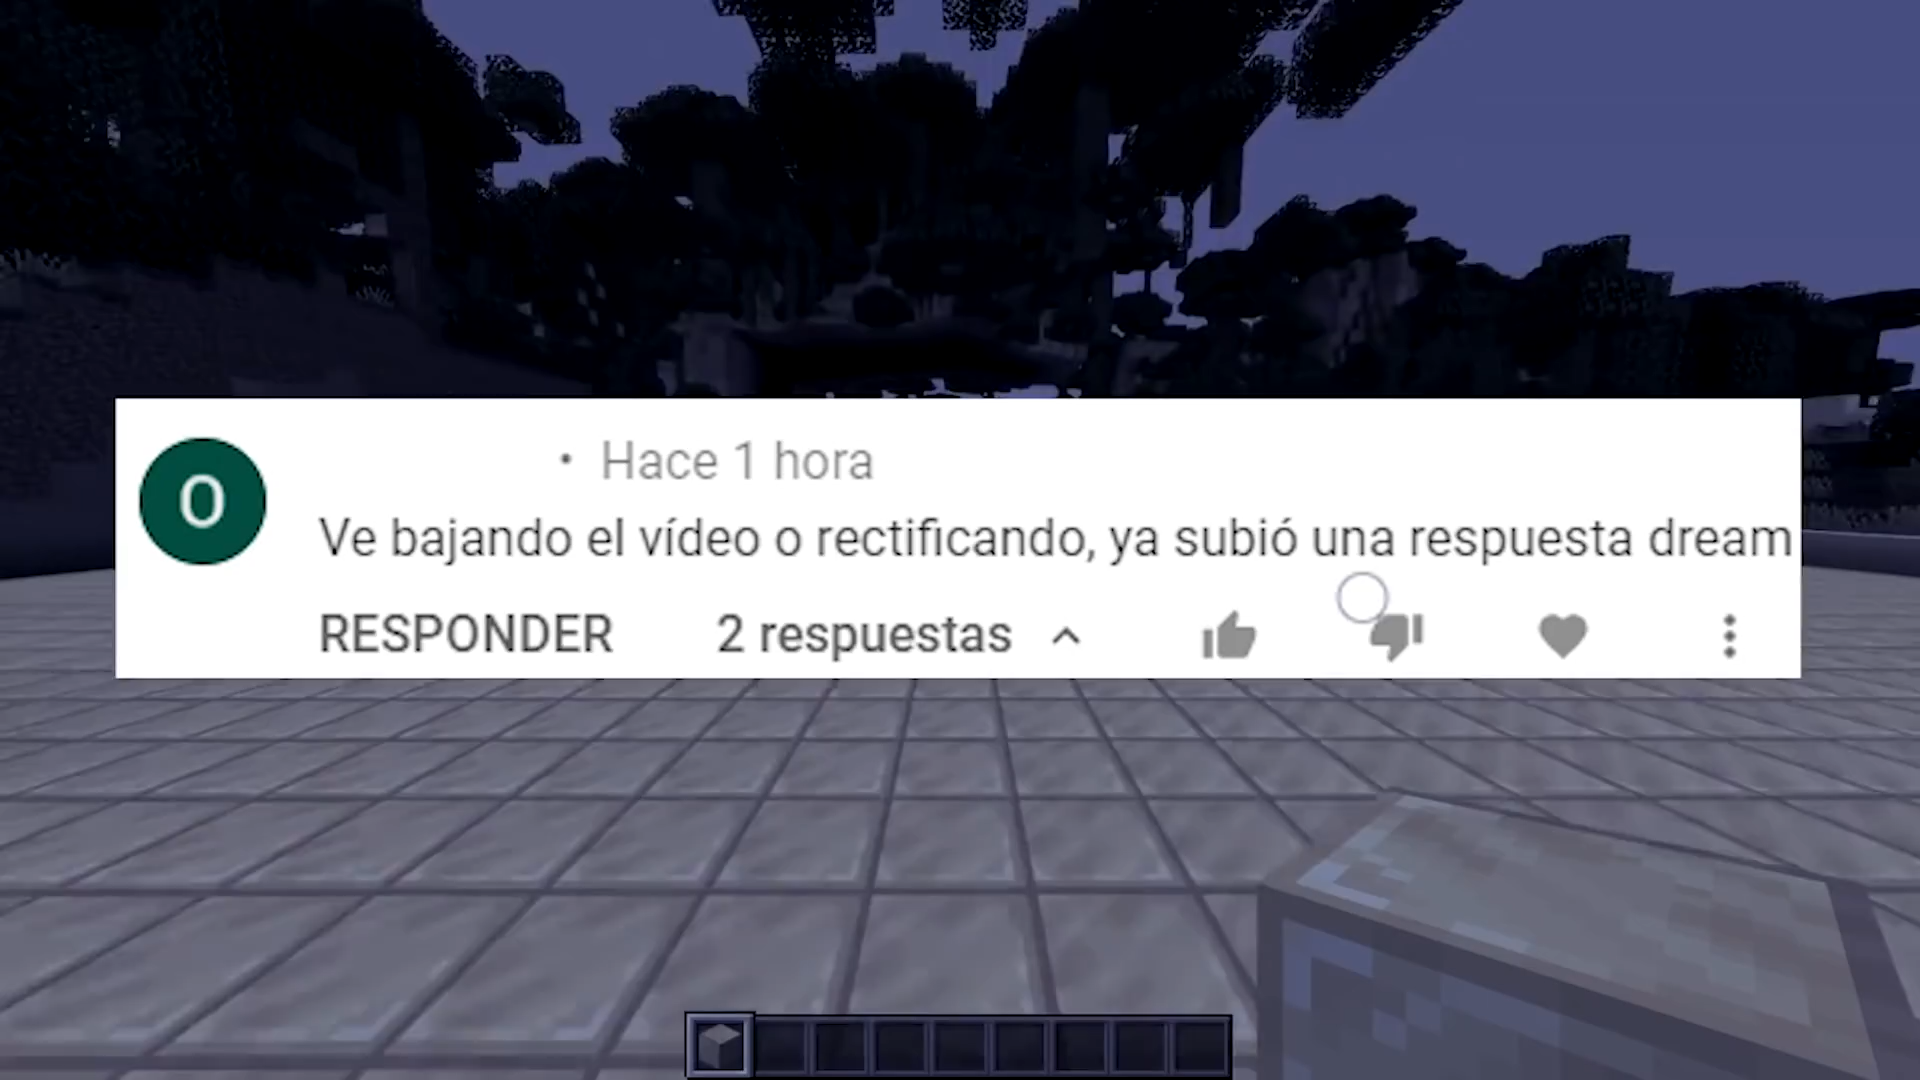 O
• Hace 1 hora
Ve bajando el vídeo o rectificando, ya subió una respuesta dream
RESPONDER 2 respuestas